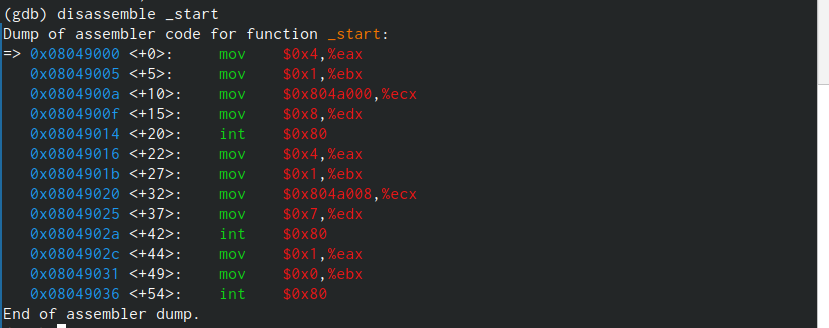 (gdb) disassemble _start
Dump of assembler code for function _start:
=> 0x08049000 <+0>:     mov    $0x4,%eax
   0x08049005 <+5>:     mov    $0x1,%ebx
   0x0804900a <+10>:    mov    $0x804a000,%ecx
   0x0804900f <+15>:    mov    $0x8,%edx
   0x08049014 <+20>:    int    $0x80
   0x08049016 <+22>:    mov    $0x4,%eax
   0x0804901b <+27>:    mov    $0x1,%ebx
   0x08049020 <+32>:    mov    $0x804a008,%ecx
   0x08049025 <+37>:    mov    $0x7,%edx
   0x0804902a <+42>:    int    $0x80
   0x0804902c <+44>:    mov    $0x1,%eax
   0x08049031 <+49>:    mov    $0x0,%ebx
   0x08049036 <+54>:    int    $0x80
End of assembler dump.